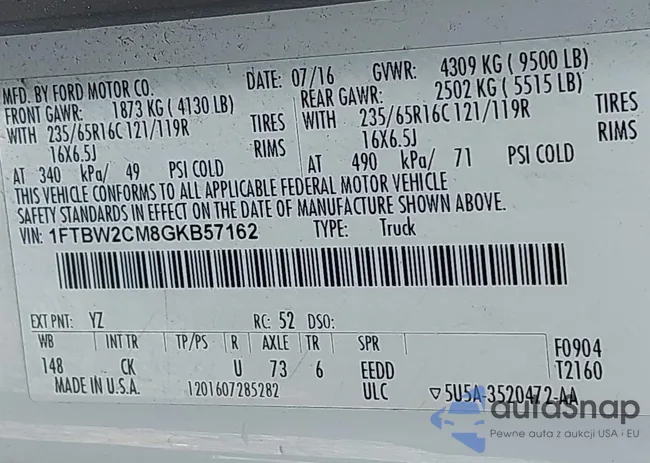 MFD. BY FORD MOTOR CO. DATE: 07/16 GVWR: 4309 KG ( 9500 LB)
FRONT GAWR: 1873 KG ( 4130 LB) REAR GAWR: 2502 KG ( 5515 LB)
WITH 235/65R16C 121/119R TIRES WITH 235/65R16C 121/119R TIRES
16X6.5J RIMS 16X6.5J RIMS
AT 340 kPa/ 49 PSI COLD AT 490 kPa/ 71 PSI COLD
THIS VEHICLE CONFORMS TO ALL APPLICABLE FEDERAL MOTOR VEHICLE
SAFETY STANDARDS IN EFFECT ON THE DATE OF MANUFACTURE SHOWN ABOVE.
VIN: 1FTBW2CM8GKB57162 TYPE: Truck
EXT PNT: YZ RC: 52 DSO:
WB INT TR TP/PS R AXLE TR SPR F0904
148 CK U 73 6 EEDD T2160
MADE IN U.S.A. 1201607285282 ULC ▽5U5A-3520472-AA
autoSnap
Pewne auta z aukcji USA i EU